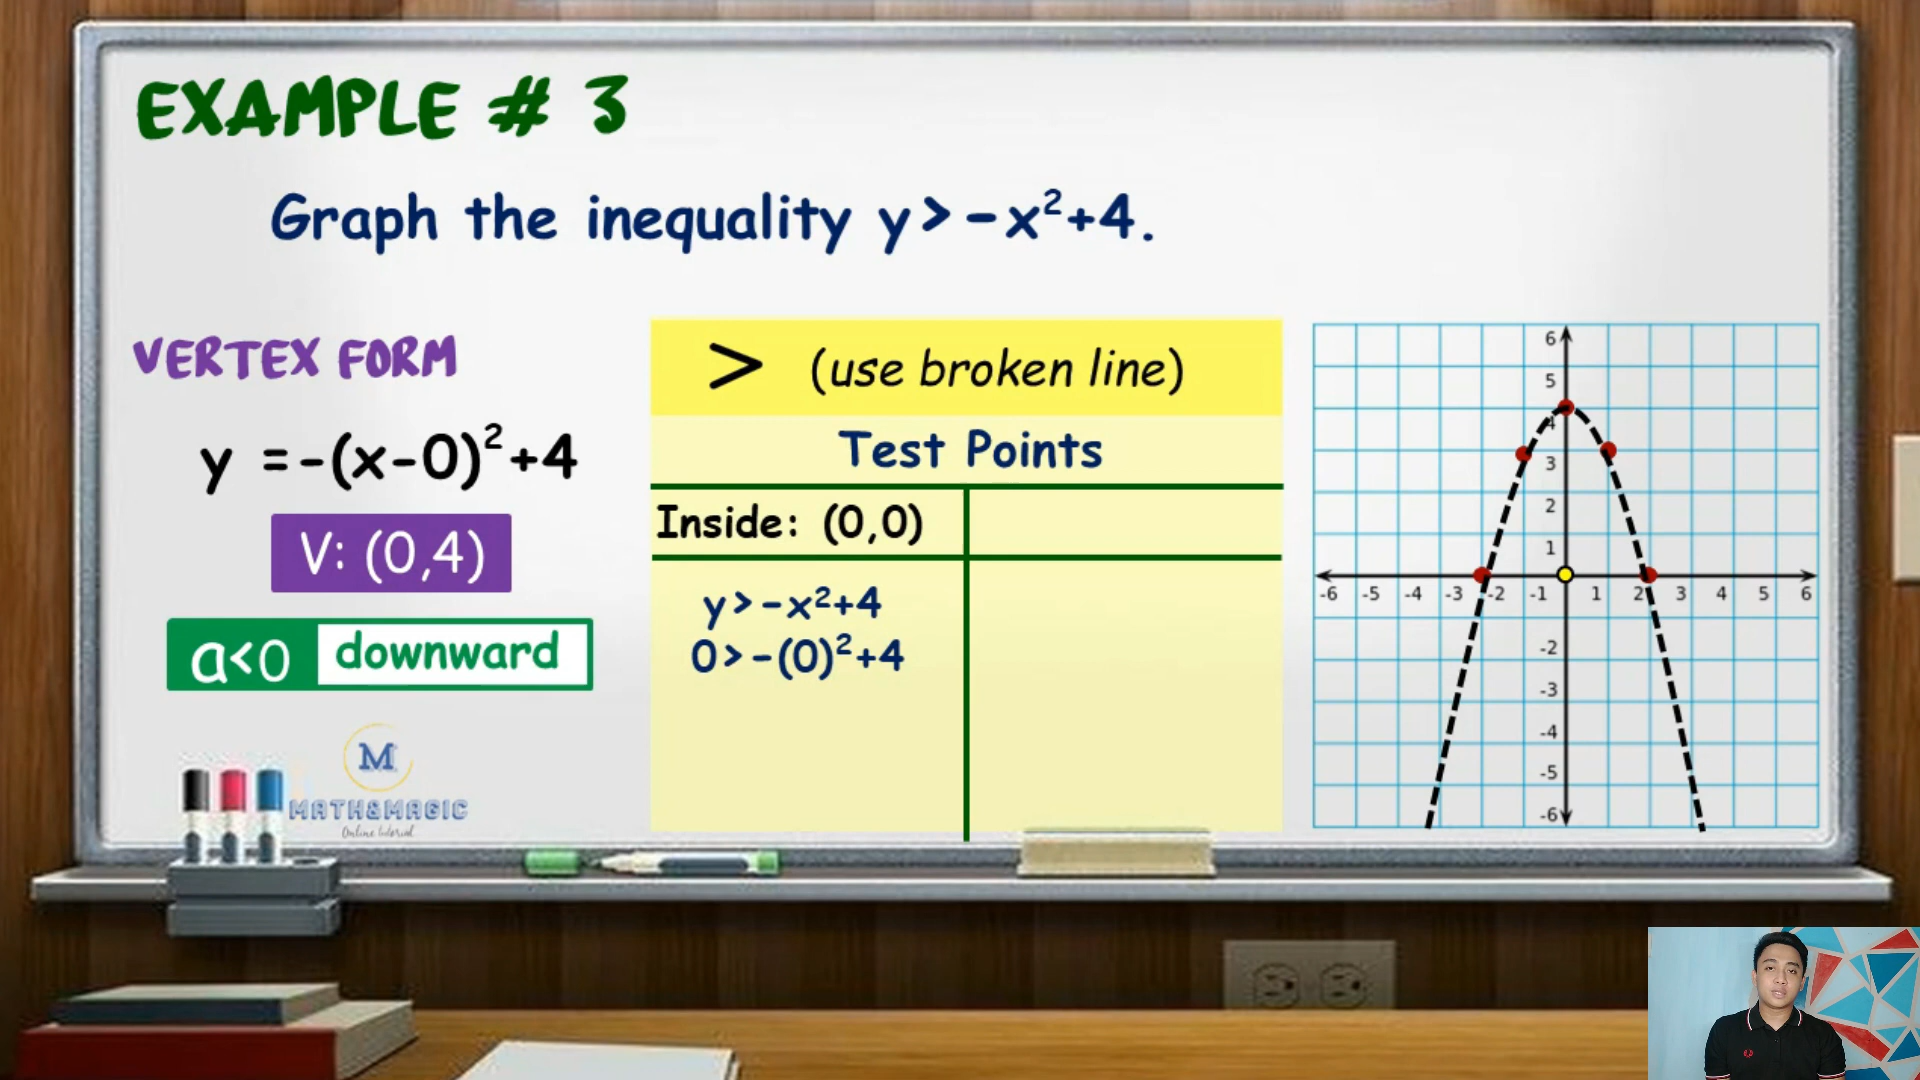 EXAMPLE # 3
Graph the inequality y>-x²+4.
VERTEX FORM
y =-(x-0)²+4
V: (0,4)
a<0 downward
M
MATH&MAGIC
Online tutorial
> (use broken line)
Test Points
Inside: (0,0)
y>-x²+4
0>-(0)²+4
6
5
4
3
2
1
-6 -5 -4 -3 -2 -1 1 2 3 4 5 6
-2
-3
-4
-5
-6